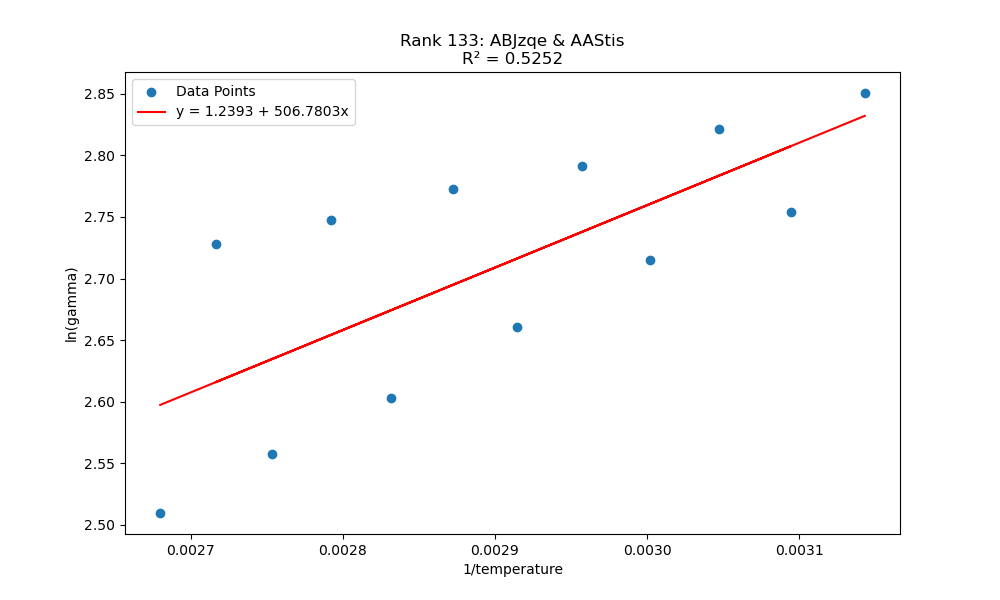 Rank 133: ABJzqe & AAStis
R² = 0.5252
Data Points
y = 1.2393 + 506.7803x
2.85
2.80
2.75
2.70
2.65
2.60
2.55
2.50
ln(gamma)
0.0027 0.0028 0.0029 0.0030 0.0031
1/temperature